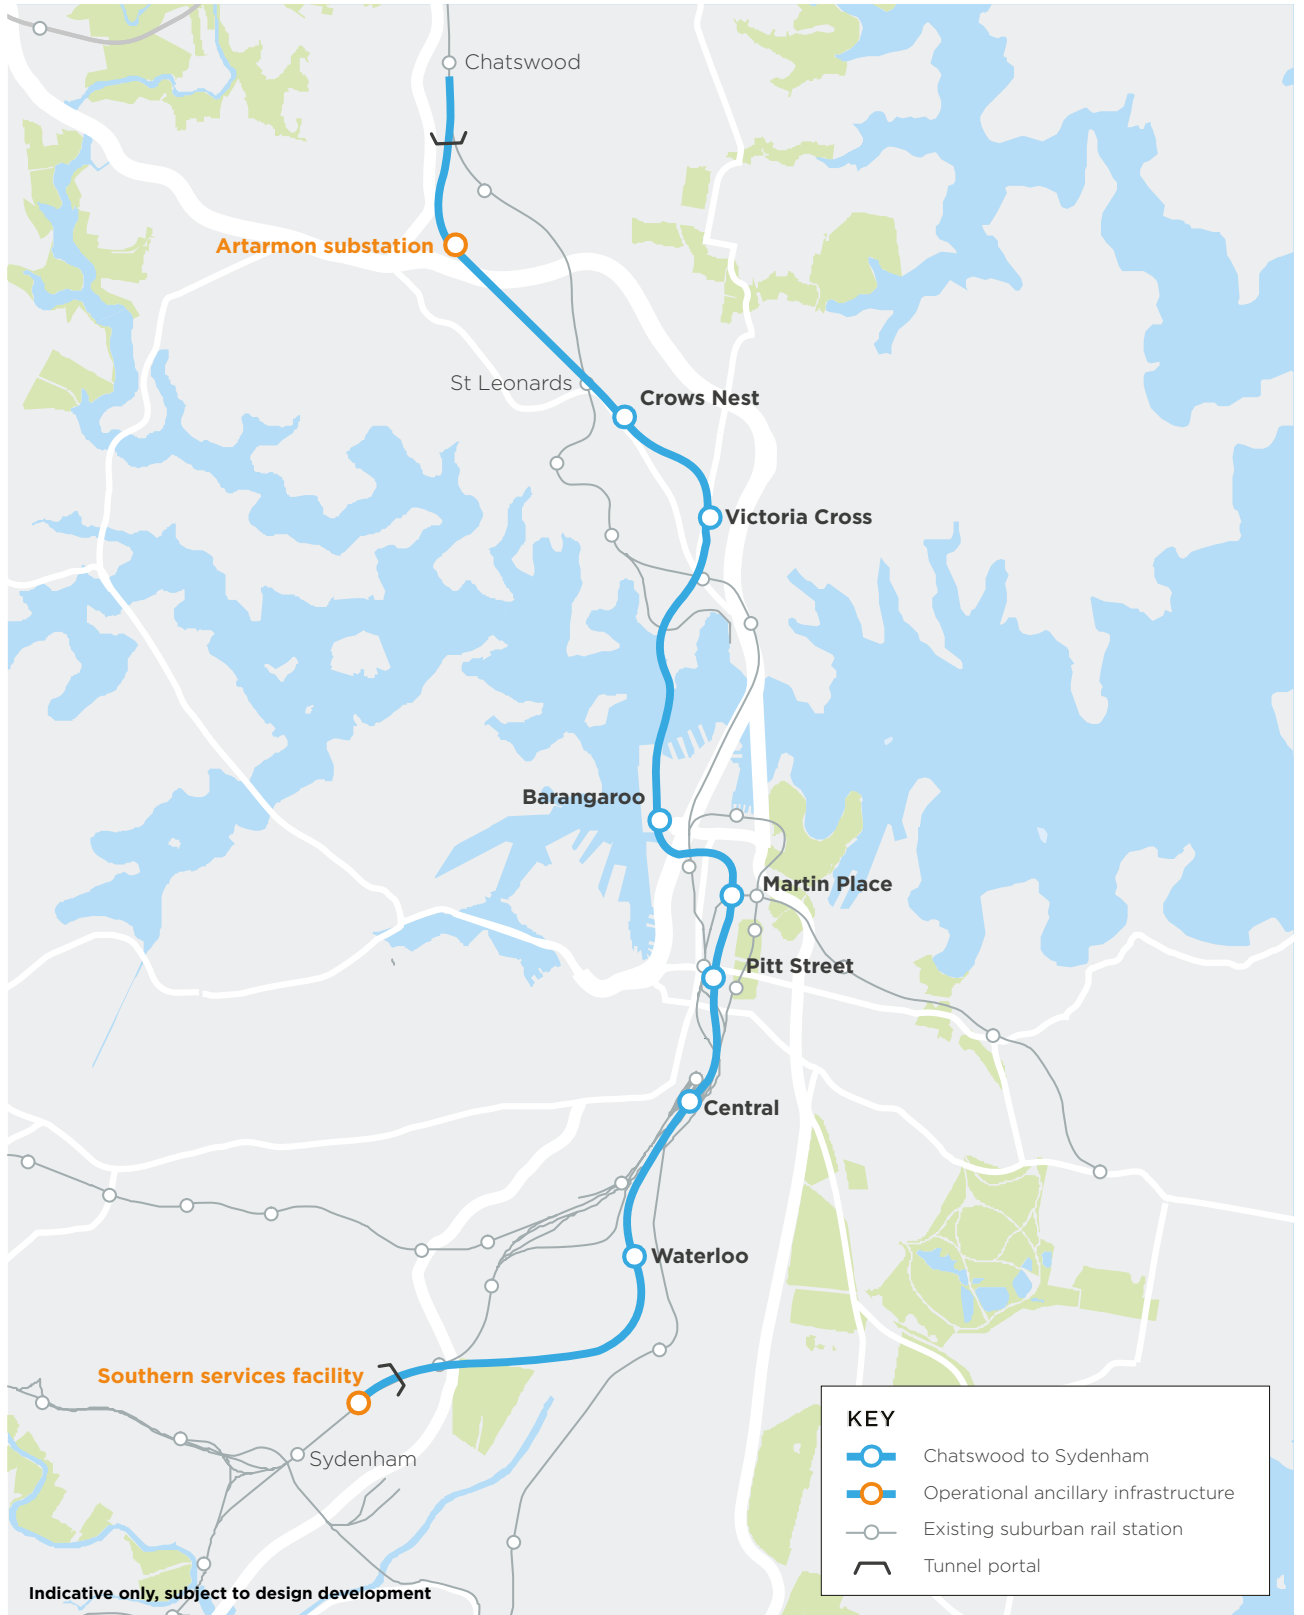 Chatswood
Artarmon substation
St Leonards
Crows Nest
Victoria Cross
Barangaroo
Martin Place
Pitt Street
Central
Waterloo
Southern services facility
Sydenham
KEY
Chatswood to Sydenham
Operational ancillary infrastructure
Existing suburban rail station
Tunnel portal
Indicative only, subject to design development